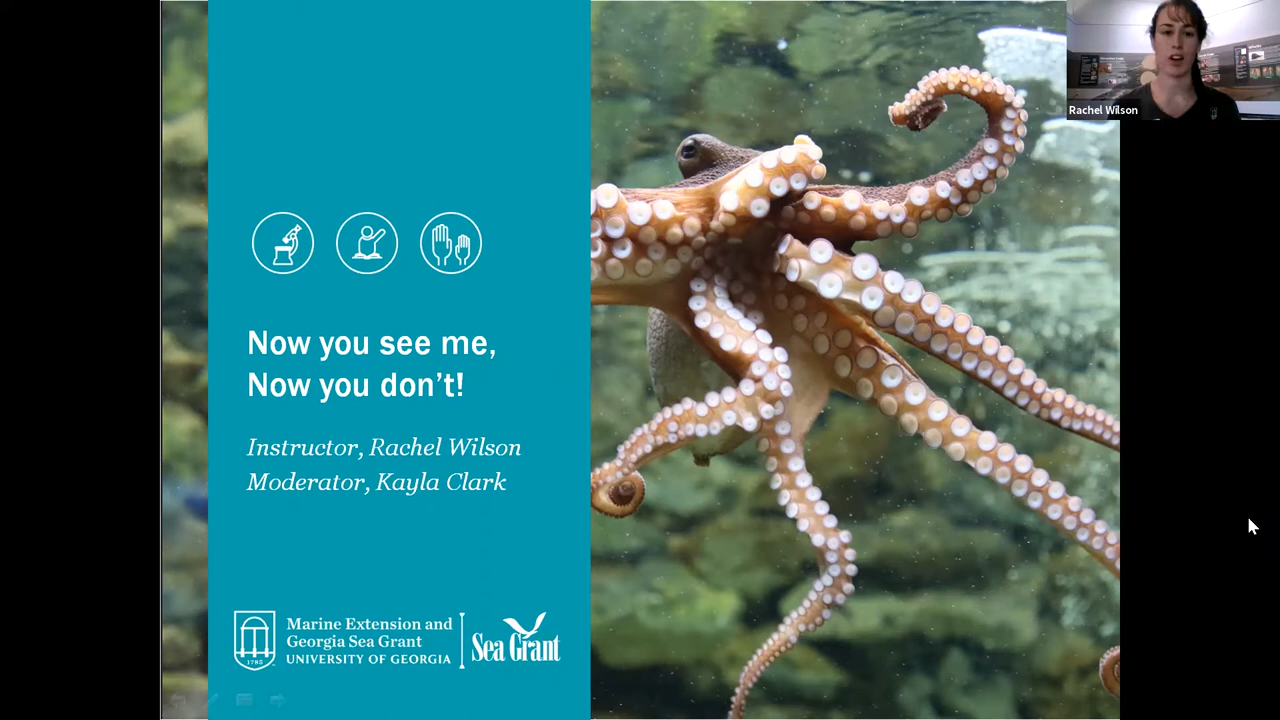 Rachel Wilson
Now you see me,
Now you don't!
Instructor, Rachel Wilson
Moderator, Kayla Clark
1785
Marine Extension and
Georgia Sea Grant
UNIVERSITY OF GEORGIA
Sea Grant